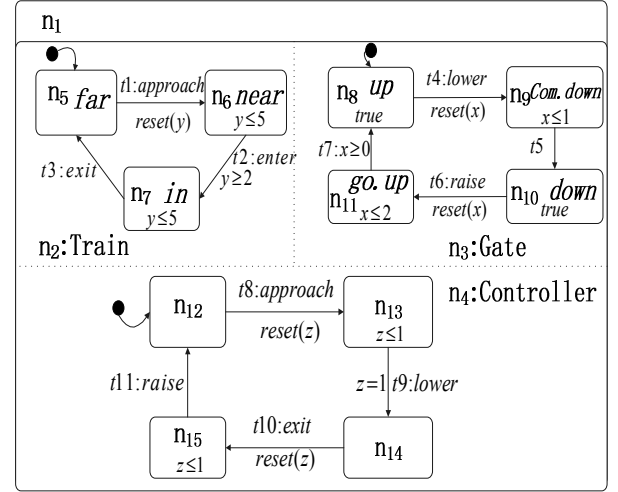 n1
n5 far
t1:approach
reset(y)
n6 near
y≤5
t2:enter
y≥2
t3:exit
n7 in
y≤5
n2:Train
n8 up
true
t4:lower
reset(x)
n9 Com.down
x≤1
t5
t7:x≥0
t6:raise
reset(x)
go.up
n11 x≤2
n10 down
true
n3:Gate
n4:Controller
n12
t8:approach
reset(z)
n13
z≤1
t11:raise
z=1 t9:lower
n15
z≤1
t10:exit
reset(z)
n14